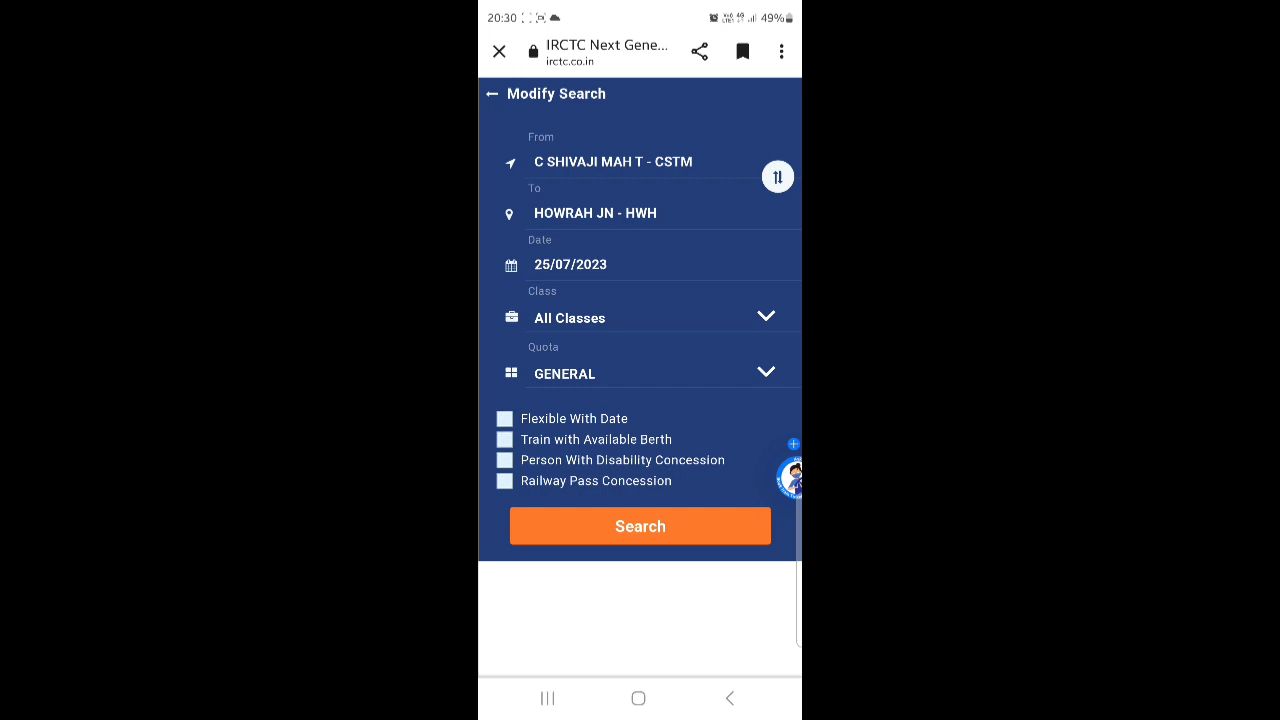 20:30 49%
IRCTC Next Gene...
irctc.co.in
Modify Search
From
C SHIVAJI MAH T - CSTM
To
HOWRAH JN - HWH
Date
25/07/2023
Class
All Classes
Quota
GENERAL
Flexible With Date
Train with Available Berth
Person With Disability Concession
Railway Pass Concession
Search